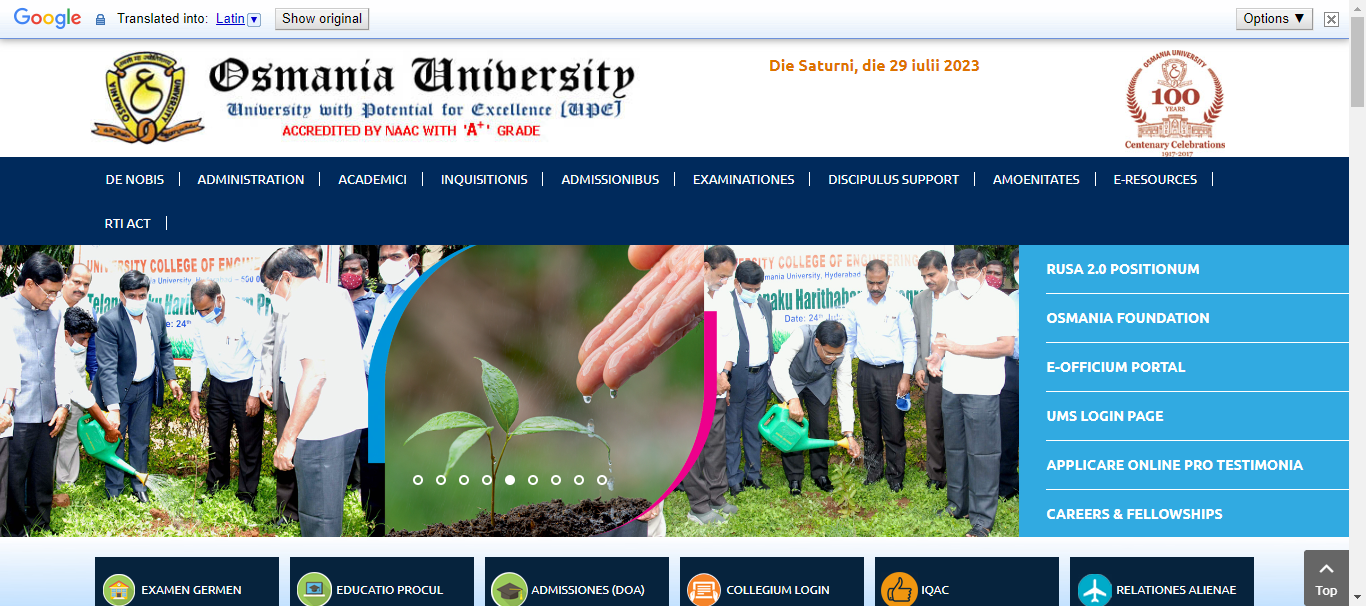 Google Translated into: Latin Show original Options ▼
Osmania University
University with Potential for Excellence [UPE]
ACCREDITED BY NAAC WITH 'A+' GRADE
Die Saturni, die 29 iulii 2023
OSMANIA UNIVERSITY
100
YEARS
Centenary Celebrations
1917-2017
DE NOBIS ADMINISTRATION ACADEMICI INQUISITIONIS ADMISSIONIBUS EXAMINATIONES DISCIPULUS SUPPORT AMOENITATES E-RESOURCES
RTI ACT
UNIVERSITY COLLEGE OF
University, Hyderabad
Date: 24th
RUSA 2.0 POSITIONUM
OSMANIA FOUNDATION
E-OFFICIUM PORTAL
UMS LOGIN PAGE
APPLICARE ONLINE PRO TESTIMONIA
CAREERS & FELLOWSHIPS
EXAMEN GERMEN EDUCATIO PROCUL ADMISSIONES (DOA) COLLEGIUM LOGIN IQAC RELATIONES ALIENAE
Top